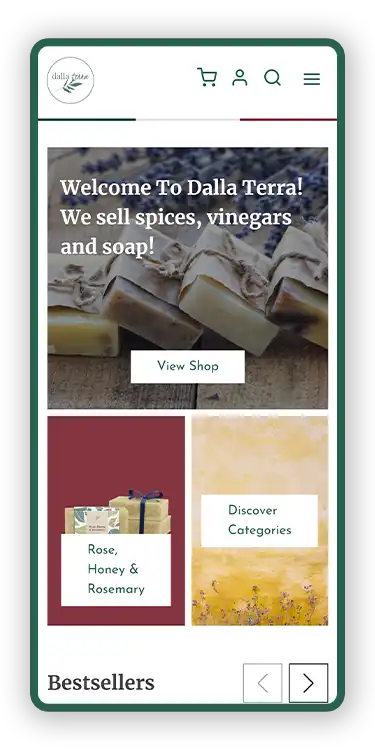 dalla terra
Welcome To Dalla Terra!
We sell spices, vinegars
and soap!
View Shop
Rose,
Honey &
Rosemary
Discover
Categories
Bestsellers